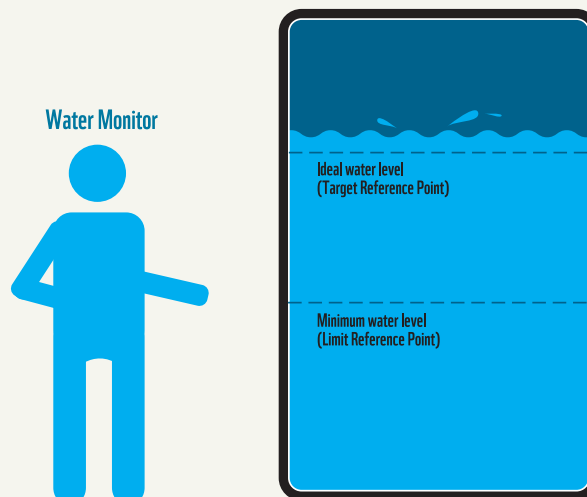 Water Monitor
Ideal water level
(Target Reference Point)
Minimum water level
(Limit Reference Point)